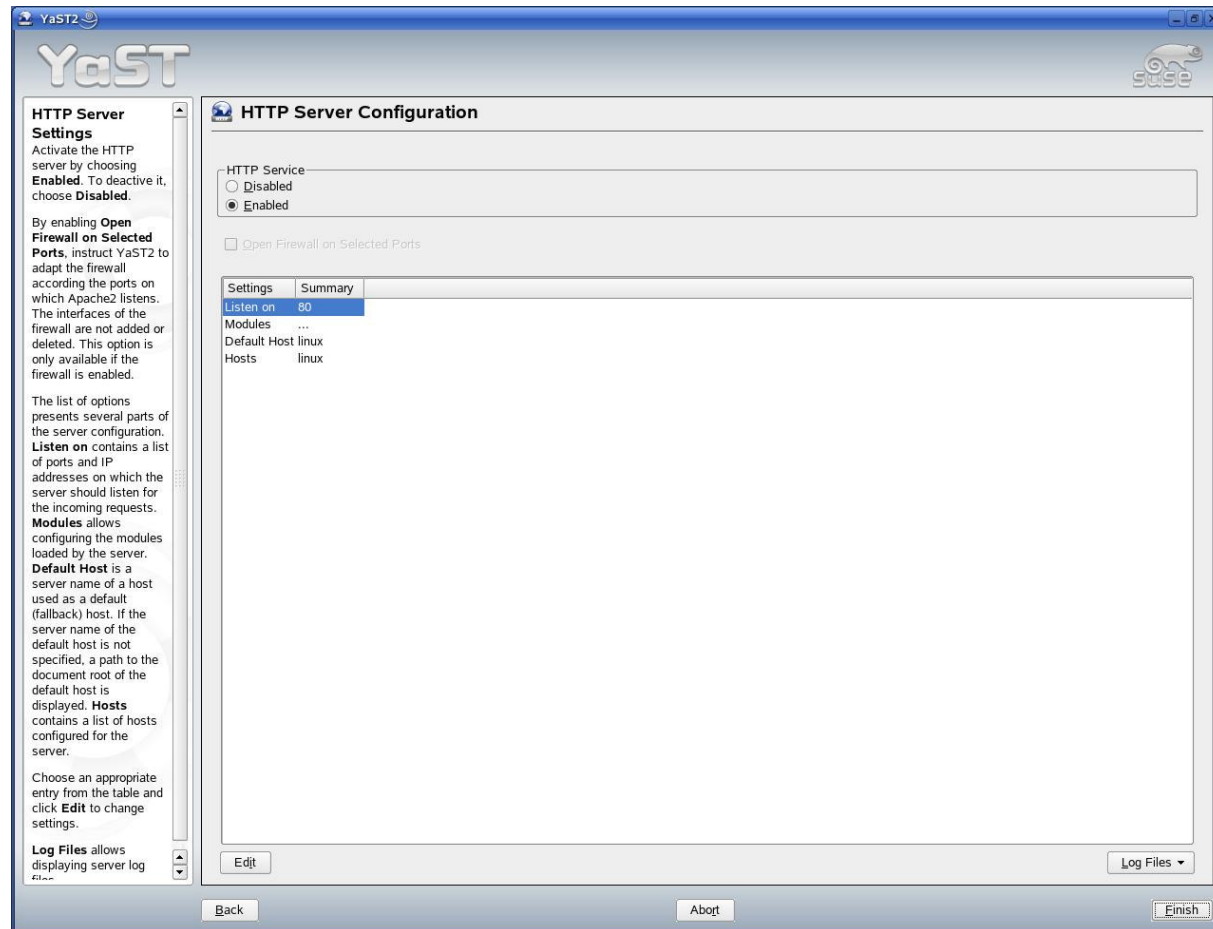 YaST2
YaST
SUSE
HTTP Server
Settings
Activate the HTTP
server by choosing
Enabled. To deactive it,
choose Disabled.
By enabling Open
Firewall on Selected
Ports, instruct YaST2 to
adapt the firewall
according the ports on
which Apache2 listens.
The interfaces of the
firewall are not added or
deleted. This option is
only available if the
firewall is enabled.
The list of options
presents several parts of
the server configuration.
Listen on contains a list
of ports and IP
addresses on which the
server should listen for
the incoming requests.
Modules allows
configuring the modules
loaded by the server.
Default Host is a
server name of a host
used as a default
(fallback) host. If the
server name of the
default host is not
specified, a path to the
document root of the
default host is
displayed. Hosts
contains a list of hosts
configured for the
server.
Choose an appropriate
entry from the table and
click Edit to change
settings.
Log Files allows
displaying server log
files
HTTP Server Configuration
HTTP Service
Disabled
Enabled
Open Firewall on Selected Ports
Settings Summary
Listen on 80
Modules ...
Default Host linux
Hosts linux
Edit
Log Files
Back
Abort
Finish